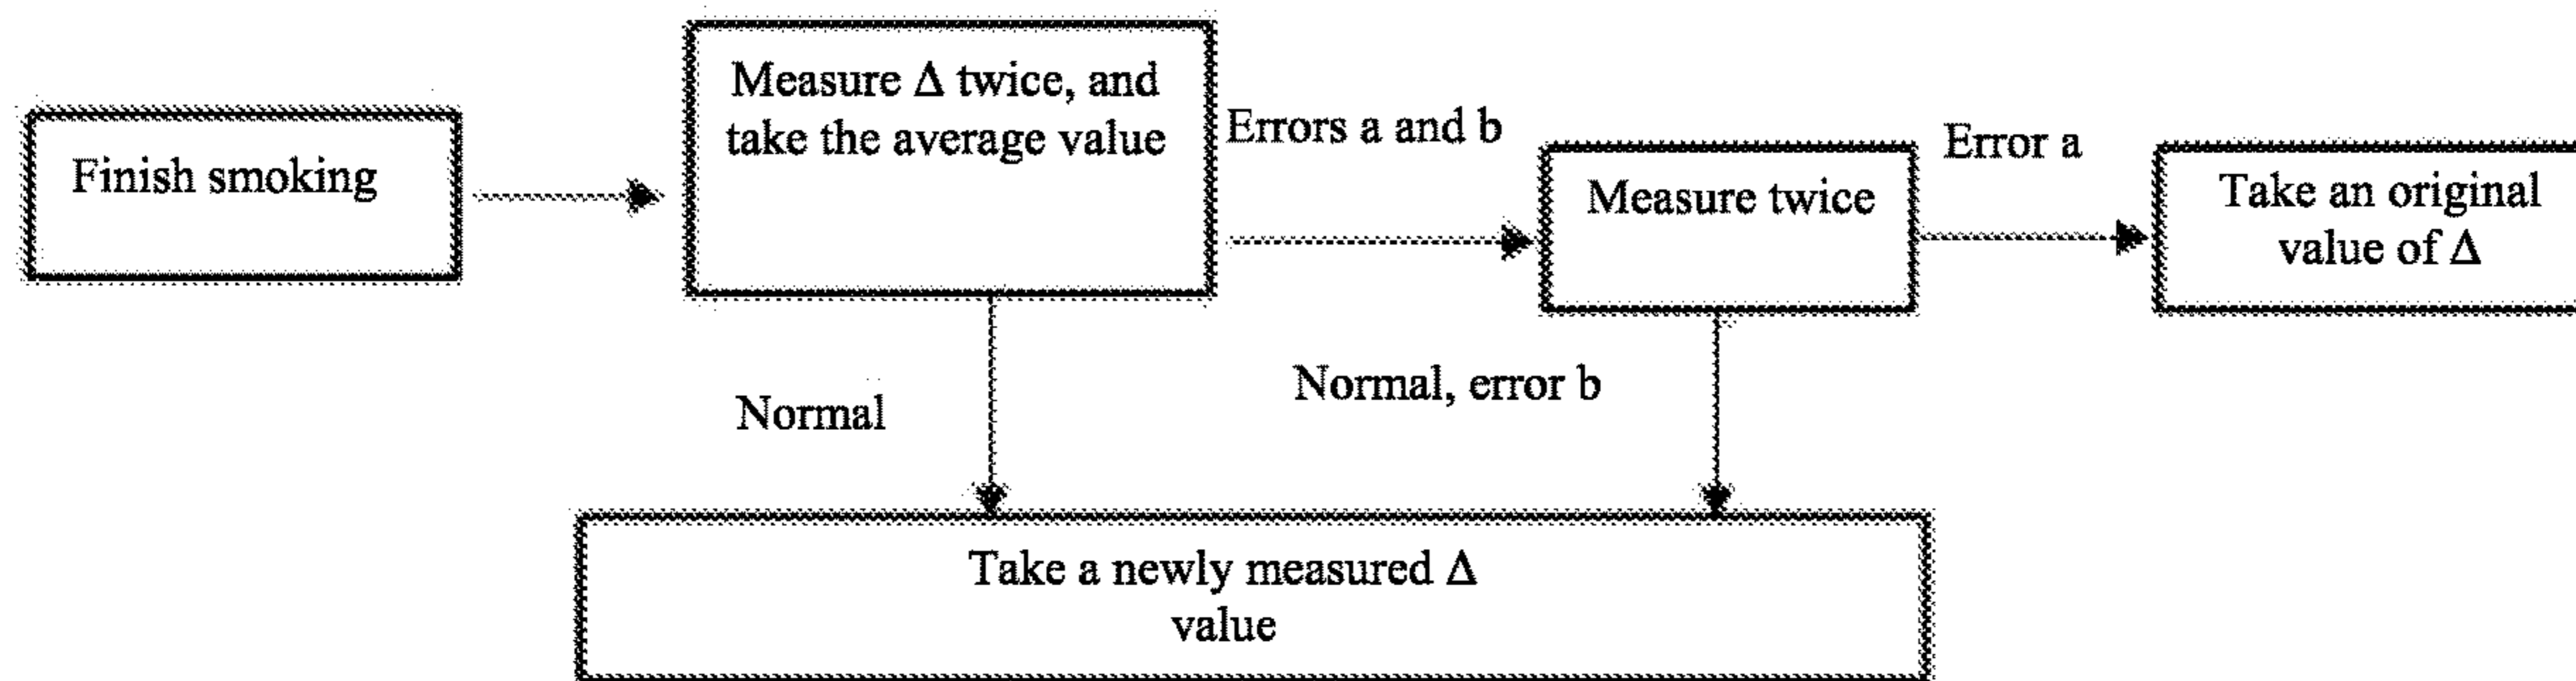 Finish smoking
Measure Δ twice, and
take the average value
Errors a and b
Measure twice
Error a
Take an original
value of Δ
Normal
Normal, error b
Take a newly measured Δ
value